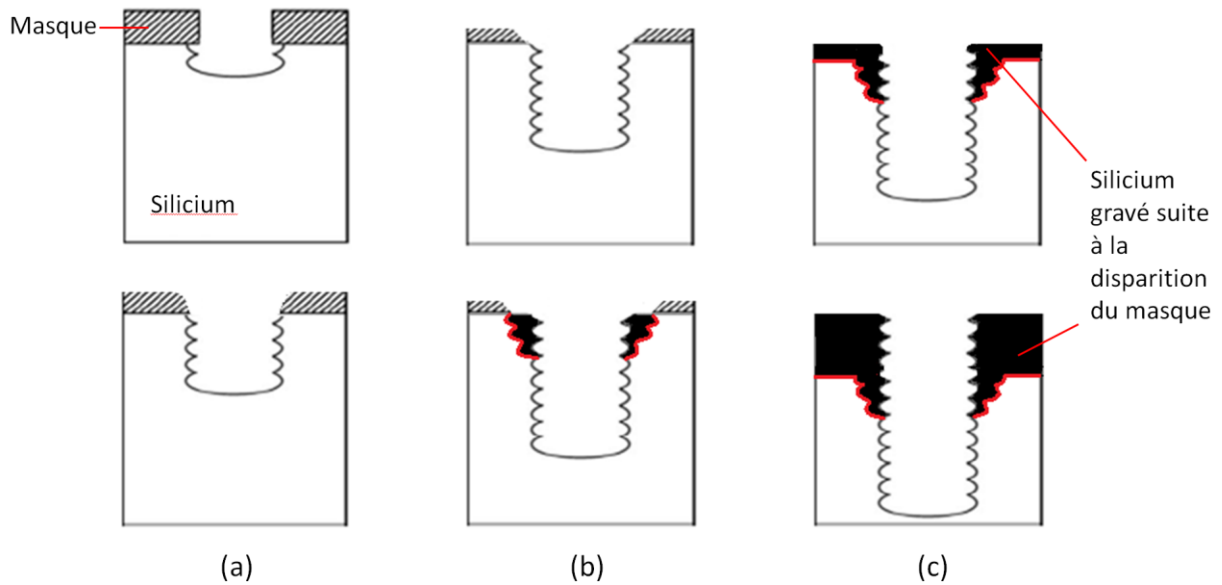 Masque
Silicium
Silicium
gravé suite
à la
disparition
du masque
(a)
(b)
(c)